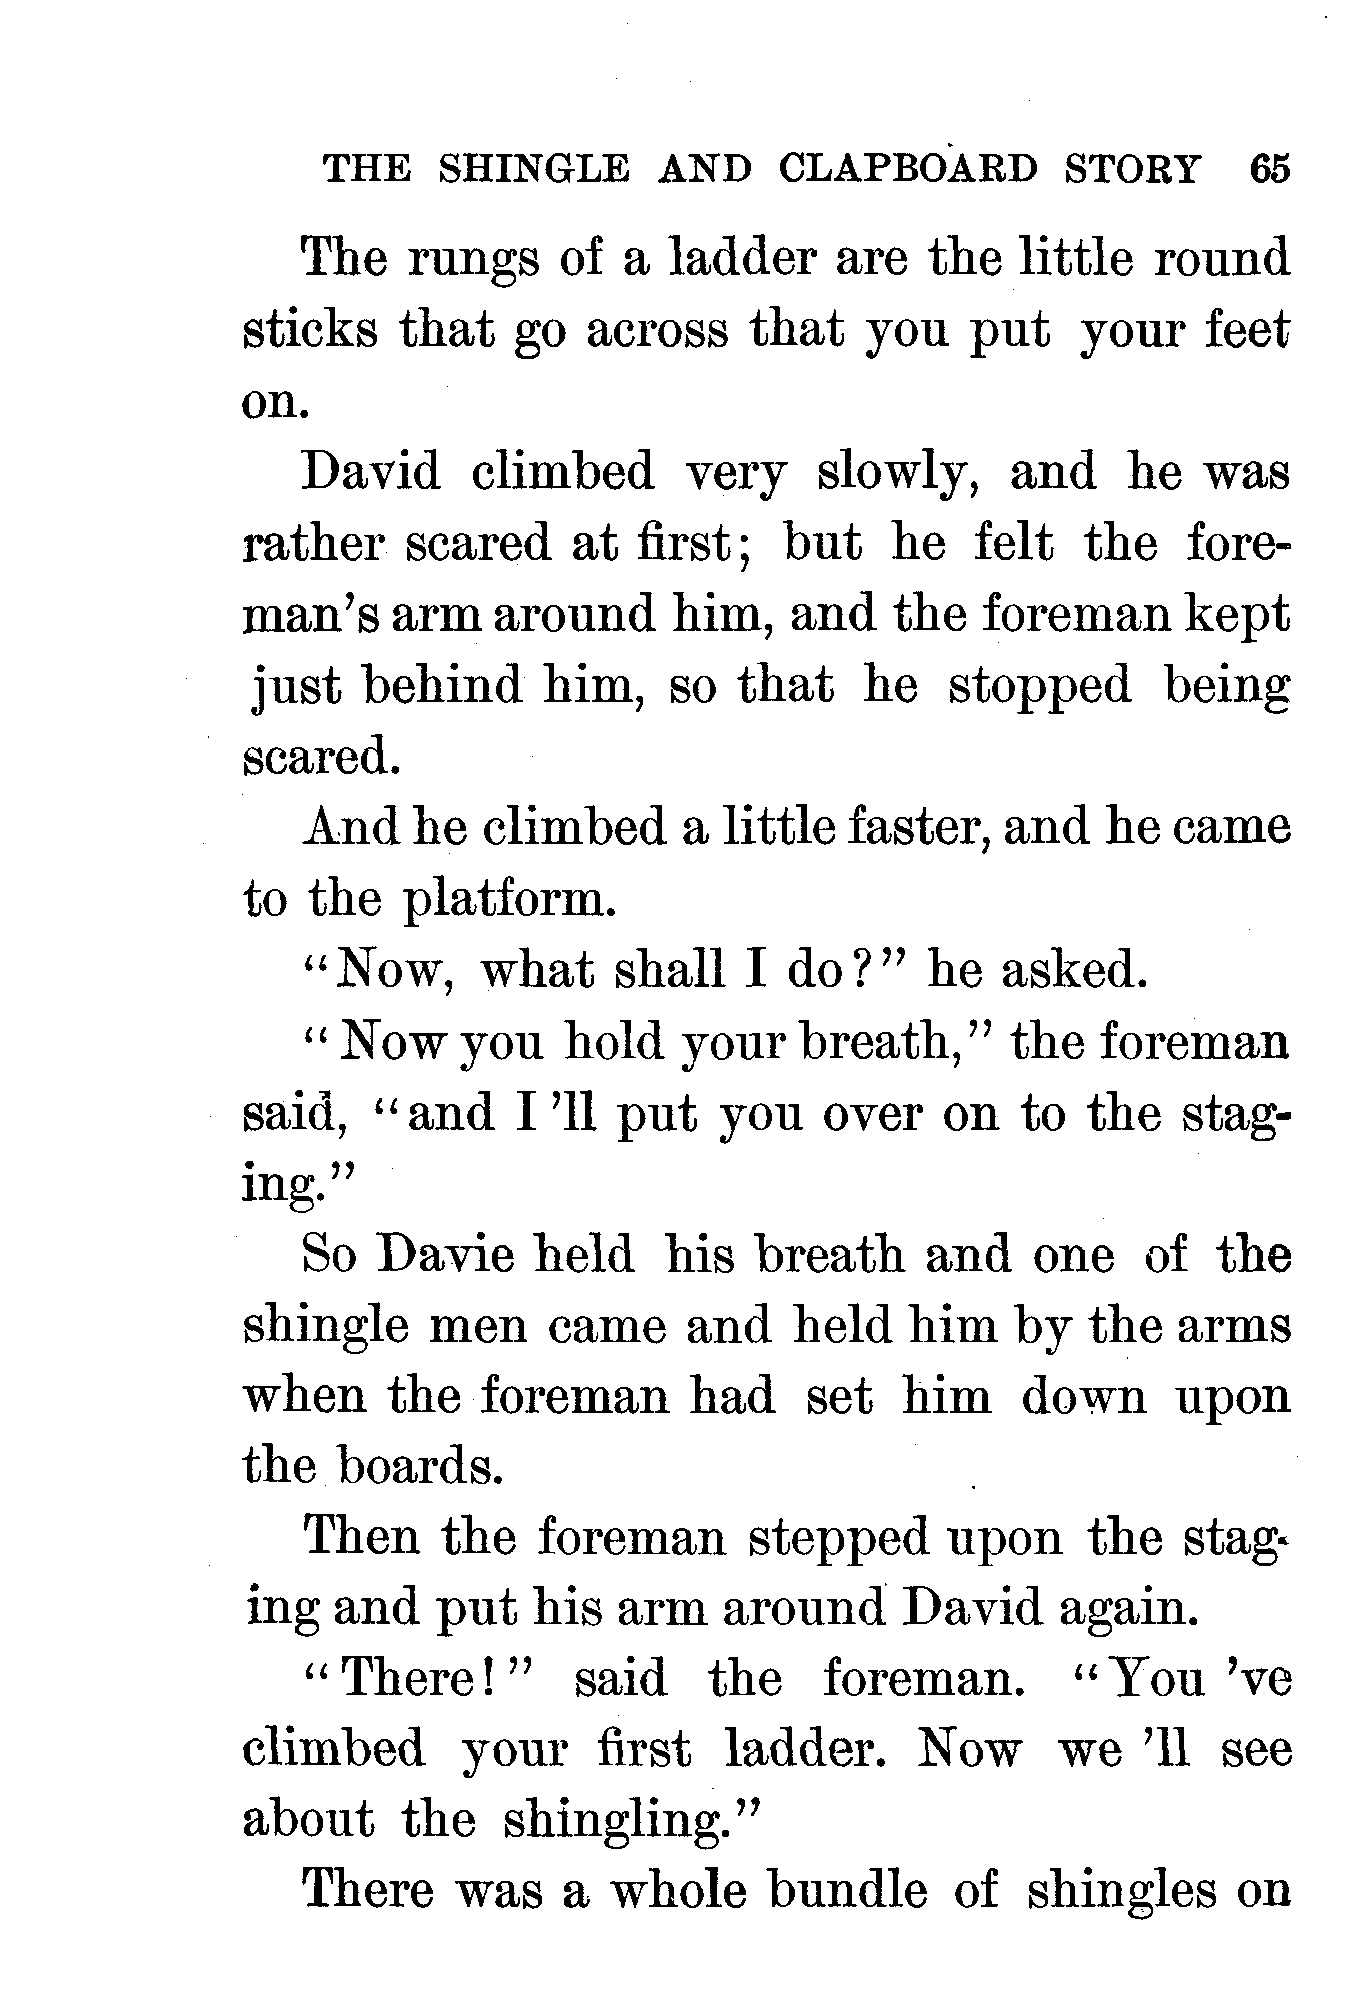 THE SHINGLE AND CLAPBOARD STORY 65
The rungs of a ladder are the little round
sticks that go across that you put your feet
on.
David climbed very slowly, and he was
rather scared at first; but he felt the fore-
man's arm around him, and the foreman kept
just behind him, so that he stopped being
scared.
And he climbed a little faster, and he came
to the platform.
"Now, what shall I do?" he asked.
"Now you hold your breath," the foreman
said, "and I 'll put you over on to the stag-
ing."
So Davie held his breath and one of the
shingle men came and held him by the arms
when the foreman had set him down upon
the boards.
Then the foreman stepped upon the stag-
ing and put his arm around David again.
"There!" said the foreman. "You 've
climbed your first ladder. Now we 'll see
about the shingling."
There was a whole bundle of shingles on